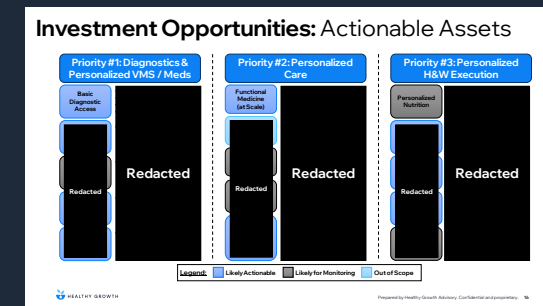 Investment Opportunities: Actionable Assets
Priority #1: Diagnostics &
Personalized VMS / Meds
Priority #2: Personalized
Care
Priority #3: Personalized
H&W Execution
Basic
Diagnostic
Access
Redacted
Redacted
Functional
Medicine
(at Scale)
Redacted
Redacted
Personalized
Nutrition
Redacted
Redacted
Legend:
Likely Actionable
Likely for Monitoring
Out of Scope
HEALTHY GROWTH
Prepared by Healthy Growth Advisory. Confidential and proprietary.
16